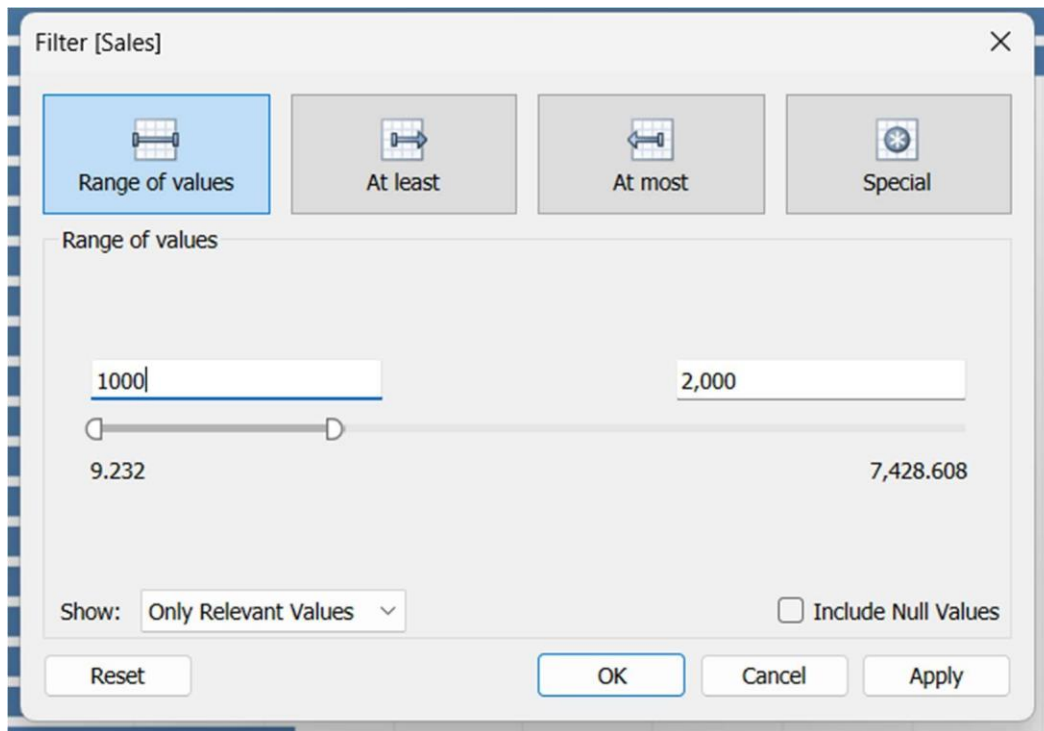 Filter [Sales]
Range of values
At least
At most
Special
Range of values
1000
2,000
9.232
7,428.608
Show:
Only Relevant Values
Include Null Values
Reset
OK
Cancel
Apply